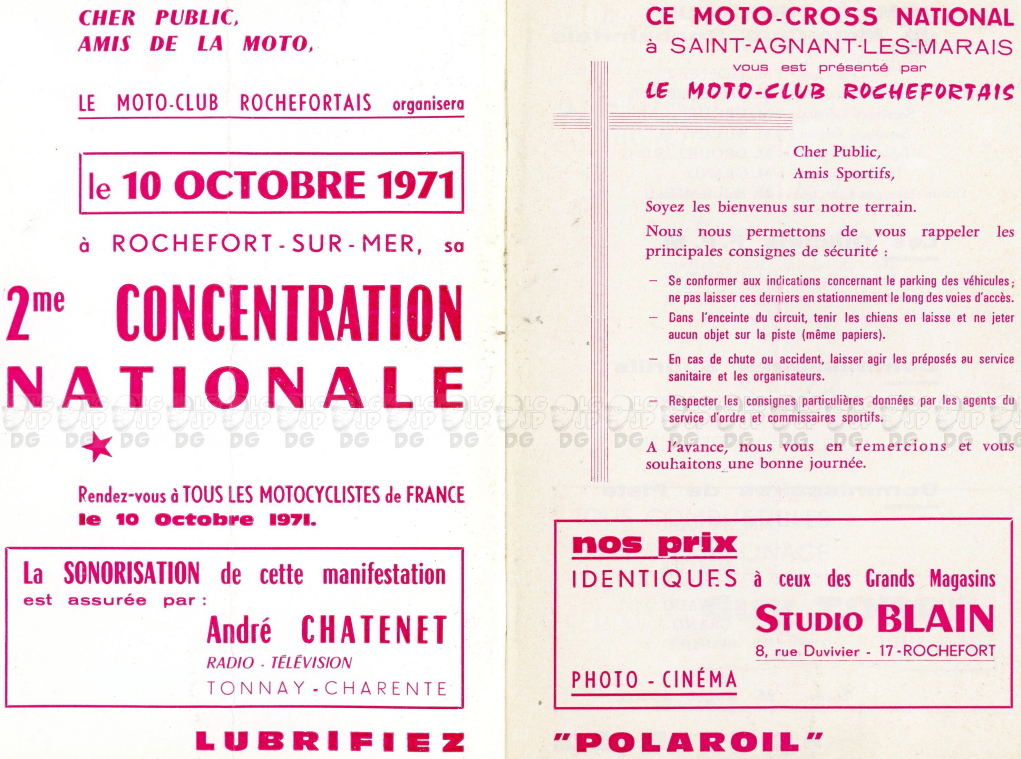 CHER PUBLIC,
AMIS DE LA MOTO,
LE MOTO-CLUB ROCHEFORTAIS organisera
le 10 OCTOBRE 1971
à ROCHEFORT-SUR-MER, sa
2me CONCENTRATION
NATIONALE
Rendez-vous à TOUS LES MOTOCYCLISTES de FRANCE
le 10 Octobre 1971.
La SONORISATION de cette manifestation
est assurée par :
André CHATENET
RADIO - TÉLÉVISION
TONNAY-CHARENTE
LUBRIFIEZ
CE MOTO-CROSS NATIONAL
à SAINT-AGNANT-LES-MARAIS
vous est présenté par
LE MOTO-CLUB ROCHEFORTAIS
Cher Public,
Amis Sportifs,
Soyez les bienvenus sur notre terrain.
Nous nous permettons de vous rappeler les
principales consignes de sécurité :
— Se conformer aux indications concernant le parking des véhicules ;
ne pas laisser ces derniers en stationnement le long des voies d'accès.
— Dans l'enceinte du circuit, tenir les chiens en laisse et ne jeter
aucun objet sur la piste (même papiers).
— En cas de chute ou accident, laisser agir les préposés au service
sanitaire et les organisateurs.
— Respecter les consignes particulières données par les agents du
service d'ordre et commissaires sportifs.
A l'avance, nous vous en remercions et vous
souhaitons une bonne journée.
nos prix
IDENTIQUES à ceux des Grands Magasins
STUDIO BLAIN
8, rue Duvivier - 17-ROCHEFORT
PHOTO - CINÉMA
"POLAROIL"